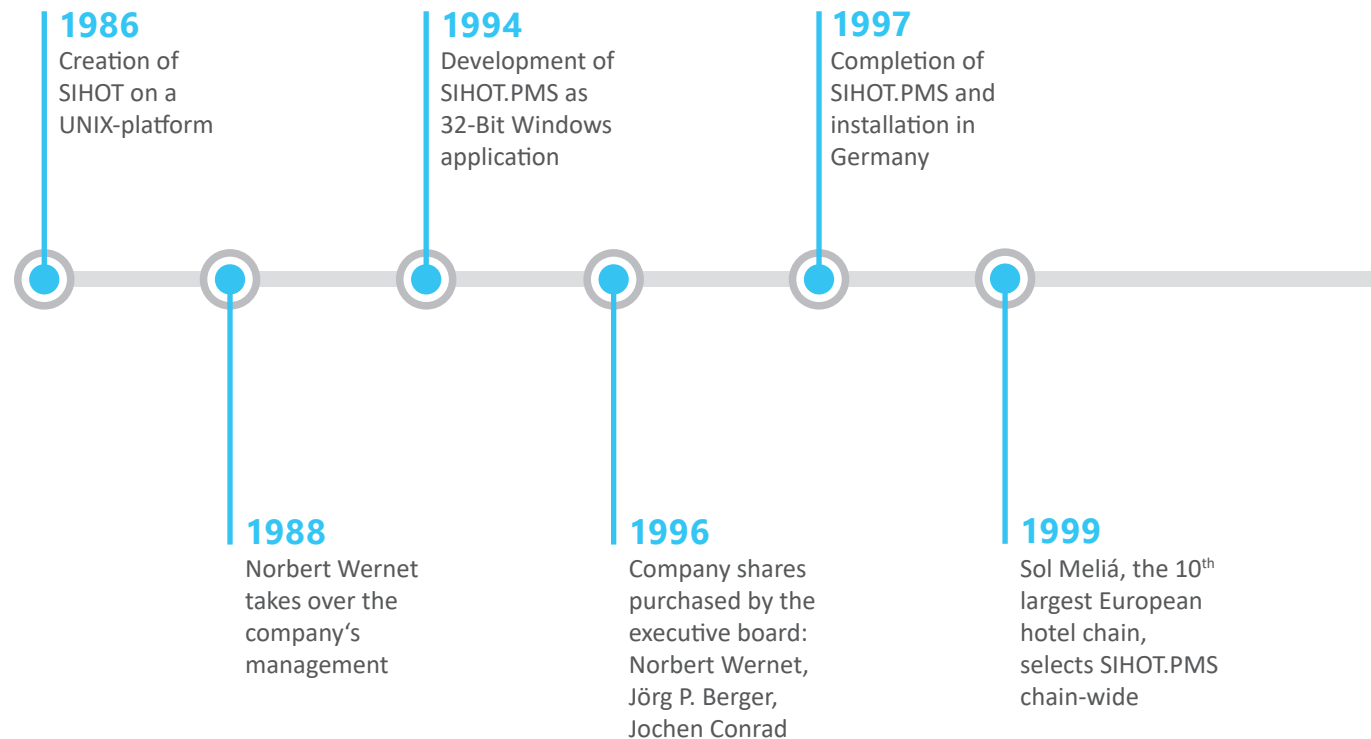 1986
Creation of
SIHOT on a
UNIX-platform
1994
Development of
SIHOT.PMS as
32-Bit Windows
application
1997
Completion of
SIHOT.PMS and
installation in
Germany
1988
Norbert Wernet
takes over the
company‘s
management
1996
Company shares
purchased by the
executive board:
Norbert Wernet,
Jörg P. Berger,
Jochen Conrad
1999
Sol Meliá, the 10th
largest European
hotel chain,
selects SIHOT.PMS
chain-wide